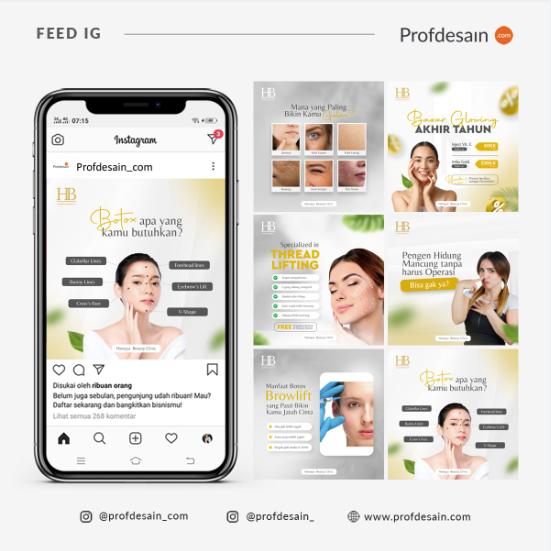 FEED IG
Profdesain .com
07:15
Instagram
3
Profdesain_com
HB
Botox apa yang
kamu butuhkan?
Glabellar Lines
Forehead lines
Bunny Lines
Eyebrow's Lift
Crow's Feet
V-Shape
Disukai oleh ribuan orang
Belum juga sebulan, pengunjung udah ribuan! Mau?
Daftar sekarang dan bangkitkan bisnismu!
Lihat semua 268 komentar
HB
Mana yang Paling
Bikin Kamu
HB
Bazar Glowing
AKHIR TAHUN
HB
Specialized in
THREAD
LIFTING
FREE
HB
Pengen Hidung
Mancung tanpa
harus Operasi
Bisa gak ya?
HB
Manfaat Botox
Browlift
yang Pasti Bikin
Kamu Jatuh Cinta
HB
Botox apa yang
kamu butuhkan?
Glabellar Lines
Forehead lines
Bunny Lines
Eyebrow's Lift
Crow's Feet
V-Shape
@profdesain_com
@profdesain_
www.profdesain.com